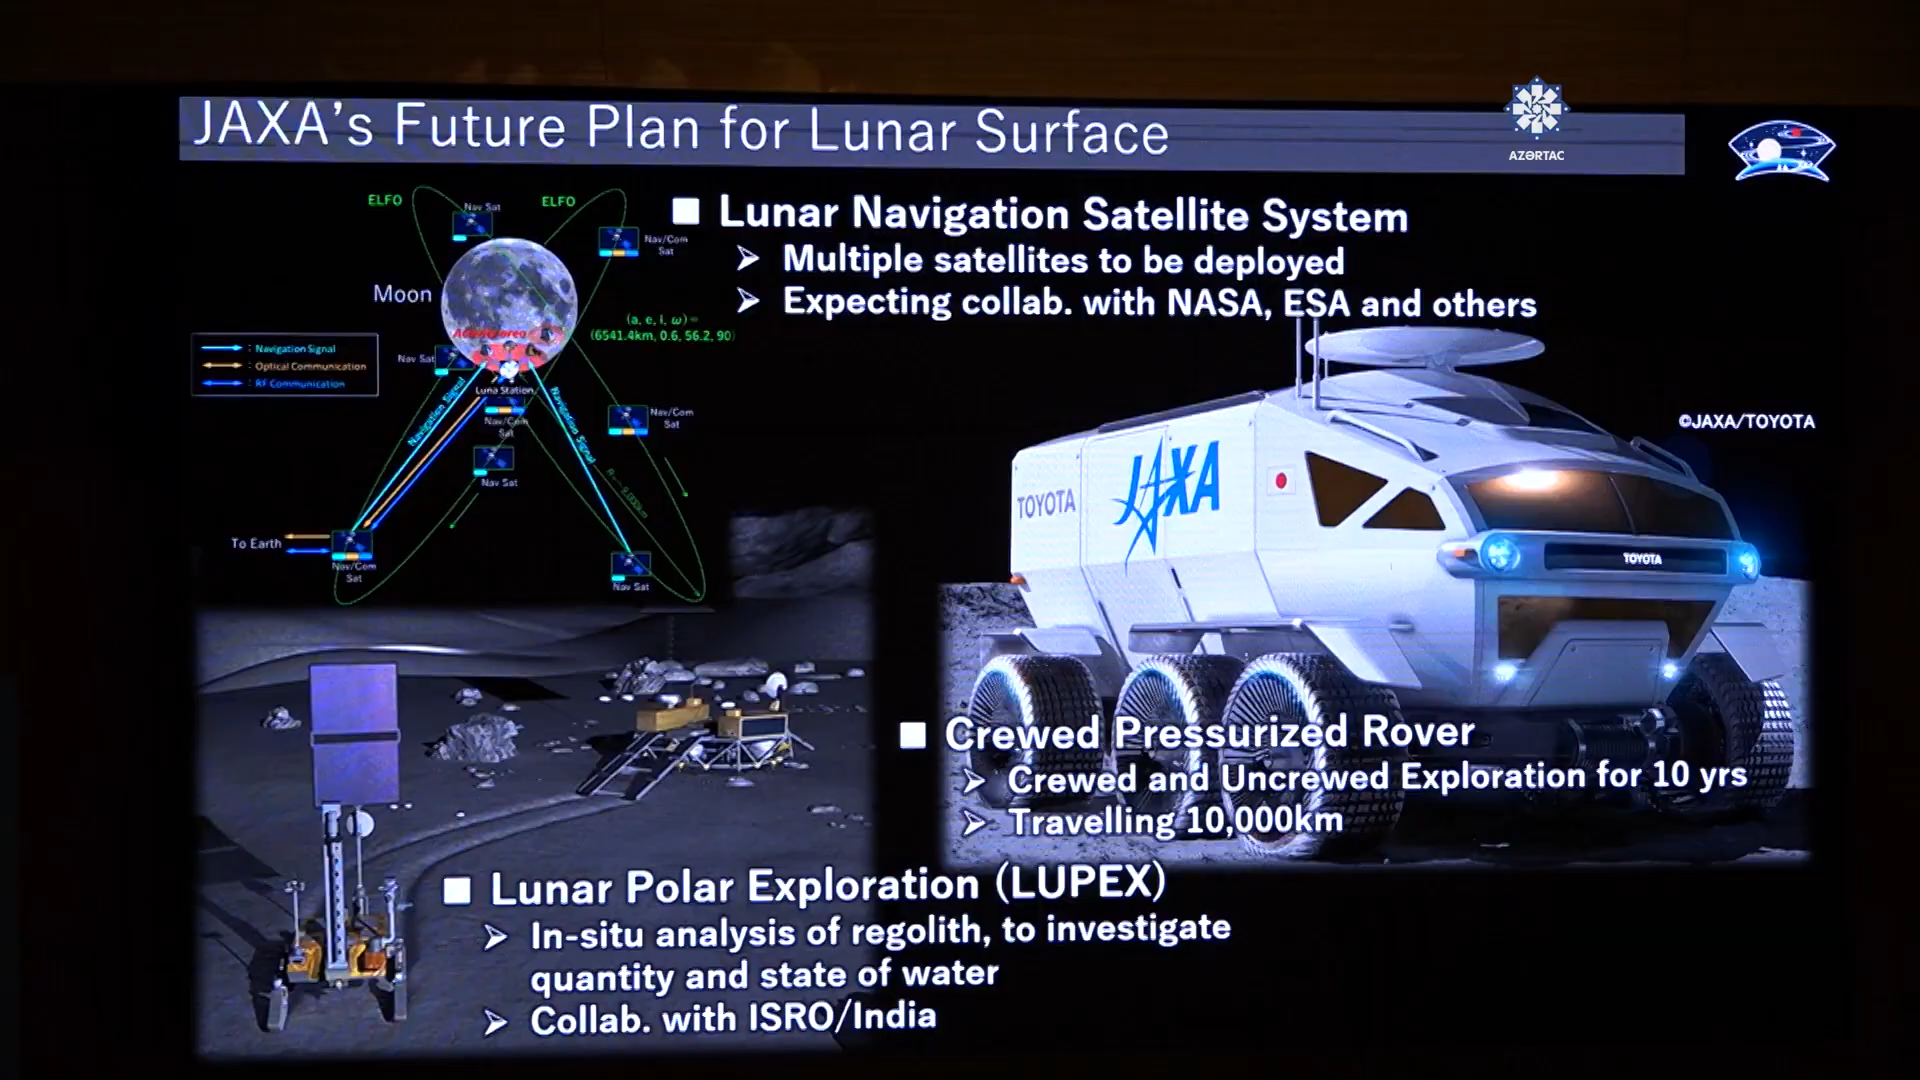 JAXA's Future Plan for Lunar Surface
AZƏRTAC
ELFO
ELFO
Nav Sat
Nav/Com
Sat
Moon
(a, e, i, ω) =
(6541.4km, 0.6, 56.2, 90)
: Navigation Signal
: Optical Communication
: RF Communication
Nav Sat
Luna Station
Navigation Signal
Navigation Signal
Nav/Com
Sat
Nav/Com
Sat
Nav Sat
To Earth
Nav/Com
Sat
Nav Sat
■ Lunar Navigation Satellite System
➢ Multiple satellites to be deployed
➢ Expecting collab. with NASA, ESA and others
©JAXA/TOYOTA
TOYOTA
JAXA
TOYOTA
■ Crewed Pressurized Rover
➢ Crewed and Uncrewed Exploration for 10 yrs
➢ Travelling 10,000km
■ Lunar Polar Exploration (LUPEX)
➢ In-situ analysis of regolith, to investigate
quantity and state of water
➢ Collab. with ISRO/India